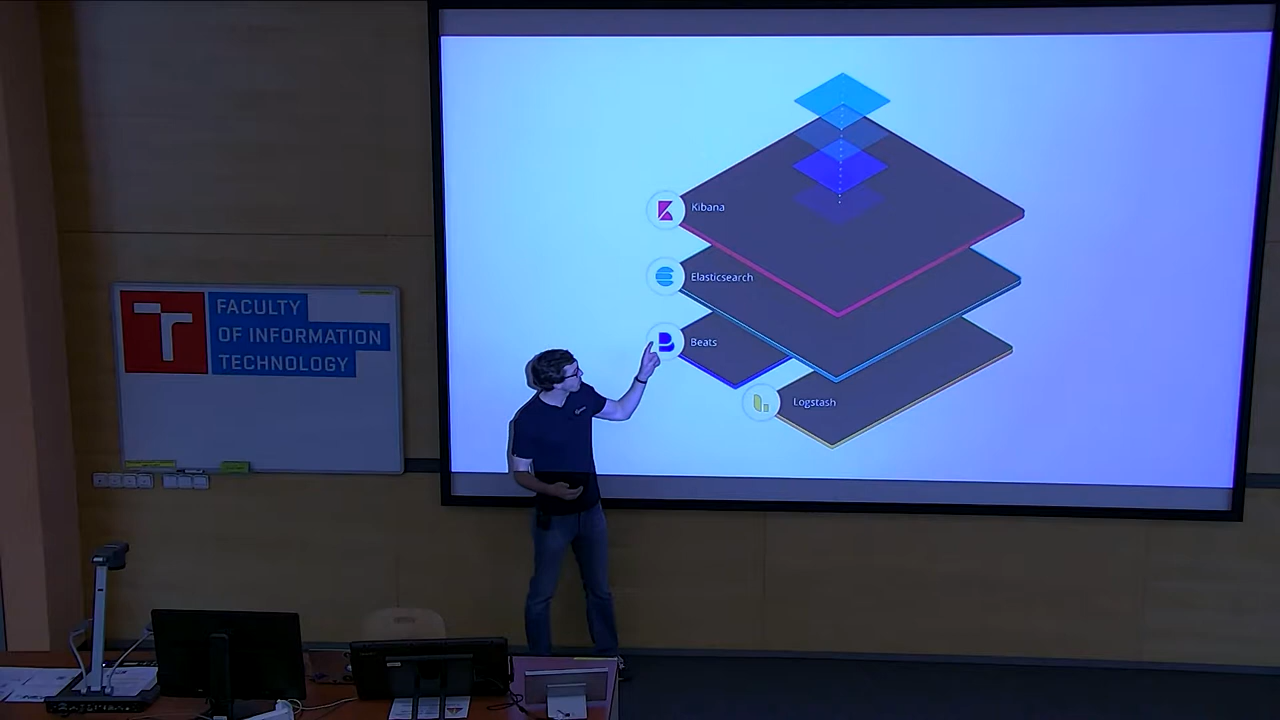 FACULTY
OF INFORMATION
TECHNOLOGY
Kibana
Elasticsearch
Beats
Logstash